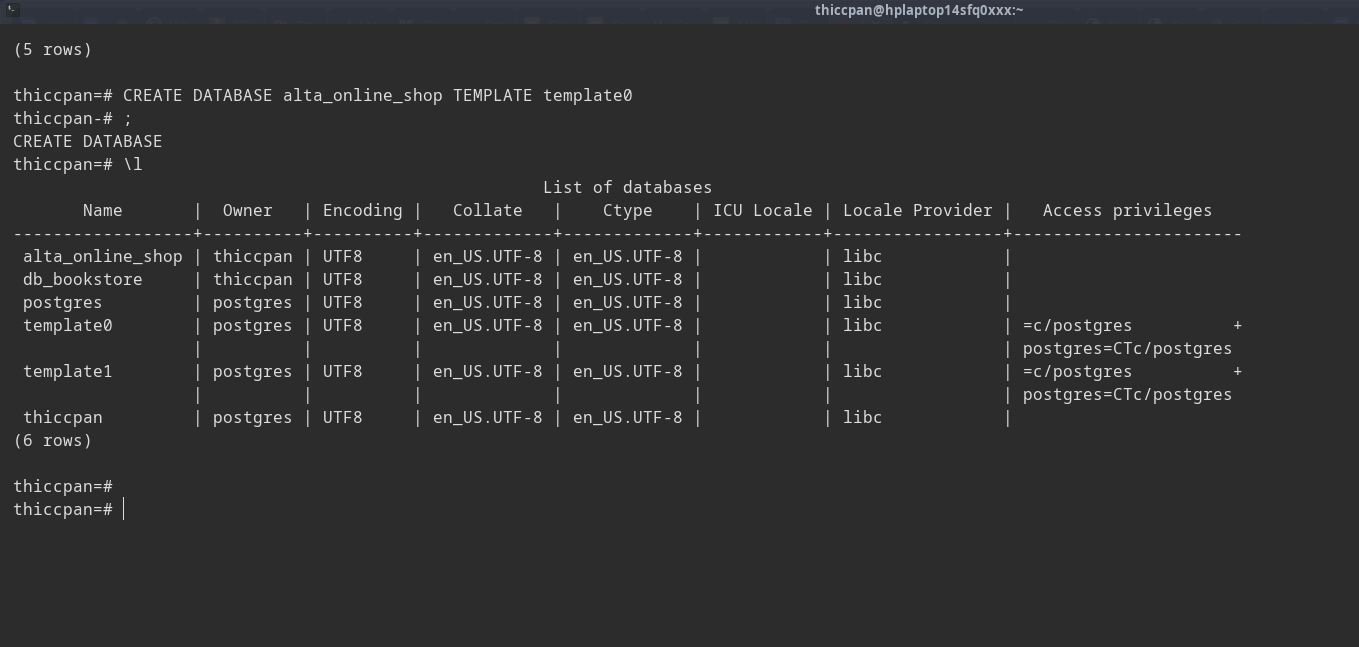 thiccpan@hplaptop14sfq0xxx:~
(5 rows)
thiccpan=# CREATE DATABASE alta_online_shop TEMPLATE template0
thiccpan-# ;
CREATE DATABASE
thiccpan=# \l
List of databases
Name | Owner | Encoding | Collate | Ctype | ICU Locale | Locale Provider | Access privileges
------------------+----------+----------+-------------+-------------+------------+-----------------+-----------------------
alta_online_shop | thiccpan | UTF8 | en_US.UTF-8 | en_US.UTF-8 | | libc |
db_bookstore | thiccpan | UTF8 | en_US.UTF-8 | en_US.UTF-8 | | libc |
postgres | postgres | UTF8 | en_US.UTF-8 | en_US.UTF-8 | | libc |
template0 | postgres | UTF8 | en_US.UTF-8 | en_US.UTF-8 | | libc | =c/postgres +
| | | | | | | postgres=CTc/postgres
template1 | postgres | UTF8 | en_US.UTF-8 | en_US.UTF-8 | | libc | =c/postgres +
| | | | | | | postgres=CTc/postgres
thiccpan | postgres | UTF8 | en_US.UTF-8 | en_US.UTF-8 | | libc |
(6 rows)
thiccpan=#
thiccpan=#